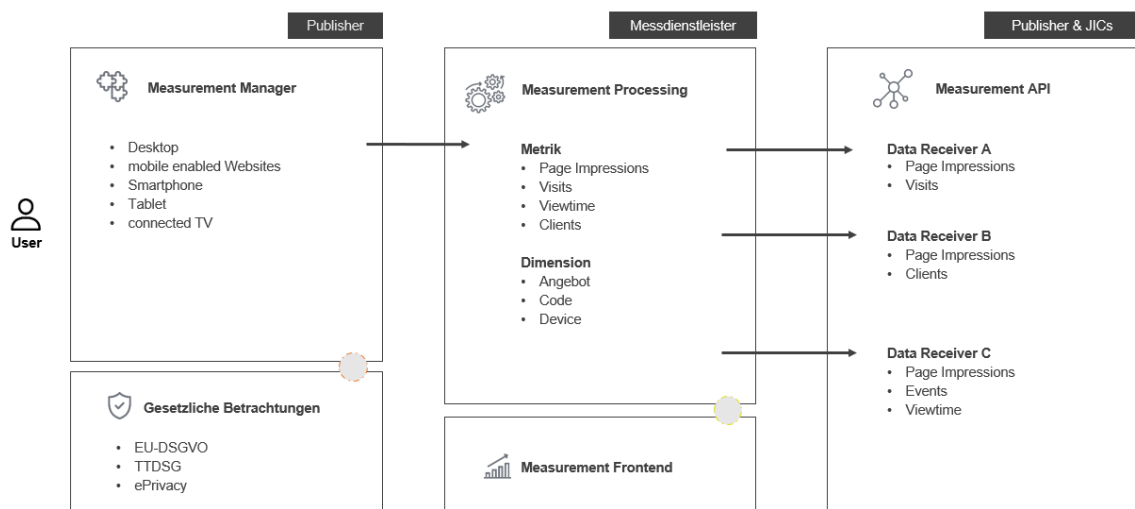 Publisher
Messdienstleister
Publisher & JICs
User
Measurement Manager
• Desktop
• mobile enabled Websites
• Smartphone
• Tablet
• connected TV
Gesetzliche Betrachtungen
• EU-DSGVO
• TTDSG
• ePrivacy
Measurement Processing
Metrik
• Page Impressions
• Visits
• Viewtime
• Clients
Dimension
• Angebot
• Code
• Device
Measurement Frontend
Measurement API
Data Receiver A
• Page Impressions
• Visits
Data Receiver B
• Page Impressions
• Clients
Data Receiver C
• Page Impressions
• Events
• Viewtime